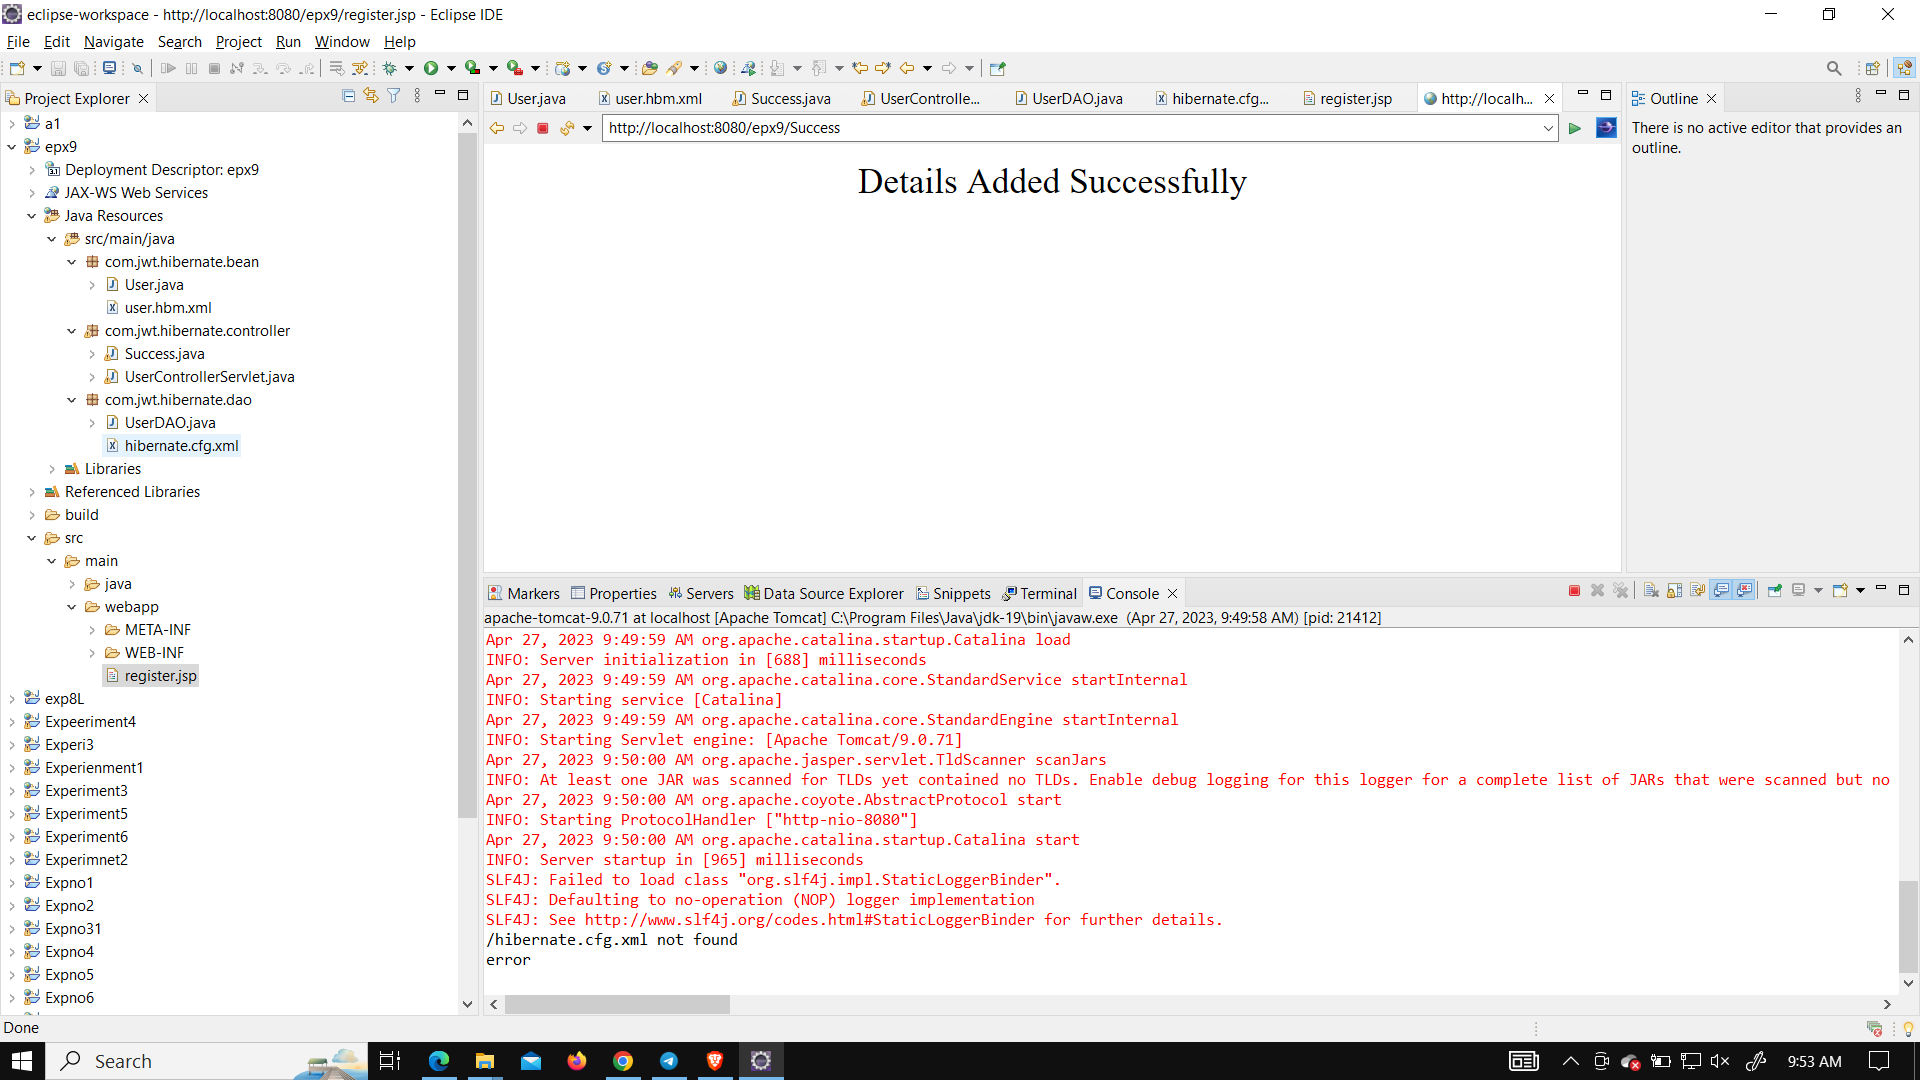 eclipse-workspace - http://localhost:8080/epx9/register.jsp - Eclipse IDE
File Edit Navigate Search Project Run Window Help
Project Explorer
a1
epx9
Deployment Descriptor: epx9
JAX-WS Web Services
Java Resources
src/main/java
com.jwt.hibernate.bean
User.java
user.hbm.xml
com.jwt.hibernate.controller
Success.java
UserControllerServlet.java
com.jwt.hibernate.dao
UserDAO.java
hibernate.cfg.xml
Libraries
Referenced Libraries
build
src
main
java
webapp
META-INF
WEB-INF
register.jsp
exp8L
Expeeriment4
Experi3
Experienment1
Experiment3
Experiment5
Experiment6
Experimnet2
Expno1
Expno2
Expno31
Expno4
Expno5
Expno6
User.java user.hbm.xml Success.java UserControlle... UserDAO.java hibernate.cfg... register.jsp http://localh...
http://localhost:8080/epx9/Success
Details Added Successfully
Outline
There is no active editor that provides an
outline.
Markers Properties Servers Data Source Explorer Snippets Terminal Console
apache-tomcat-9.0.71 at localhost [Apache Tomcat] C:\Program Files\Java\jdk-19\bin\javaw.exe (Apr 27, 2023, 9:49:58 AM) [pid: 21412]
Apr 27, 2023 9:49:59 AM org.apache.catalina.startup.Catalina load
INFO: Server initialization in [688] milliseconds
Apr 27, 2023 9:49:59 AM org.apache.catalina.core.StandardService startInternal
INFO: Starting service [Catalina]
Apr 27, 2023 9:49:59 AM org.apache.catalina.core.StandardEngine startInternal
INFO: Starting Servlet engine: [Apache Tomcat/9.0.71]
Apr 27, 2023 9:50:00 AM org.apache.jasper.servlet.TldScanner scanJars
INFO: At least one JAR was scanned for TLDs yet contained no TLDs. Enable debug logging for this logger for a complete list of JARs that were scanned but no
Apr 27, 2023 9:50:00 AM org.apache.coyote.AbstractProtocol start
INFO: Starting ProtocolHandler ["http-nio-8080"]
Apr 27, 2023 9:50:00 AM org.apache.catalina.startup.Catalina start
INFO: Server startup in [965] milliseconds
SLF4J: Failed to load class "org.slf4j.impl.StaticLoggerBinder".
SLF4J: Defaulting to no-operation (NOP) logger implementation
SLF4J: See http://www.slf4j.org/codes.html#StaticLoggerBinder for further details.
/hibernate.cfg.xml not found
error
Done
Search
9:53 AM